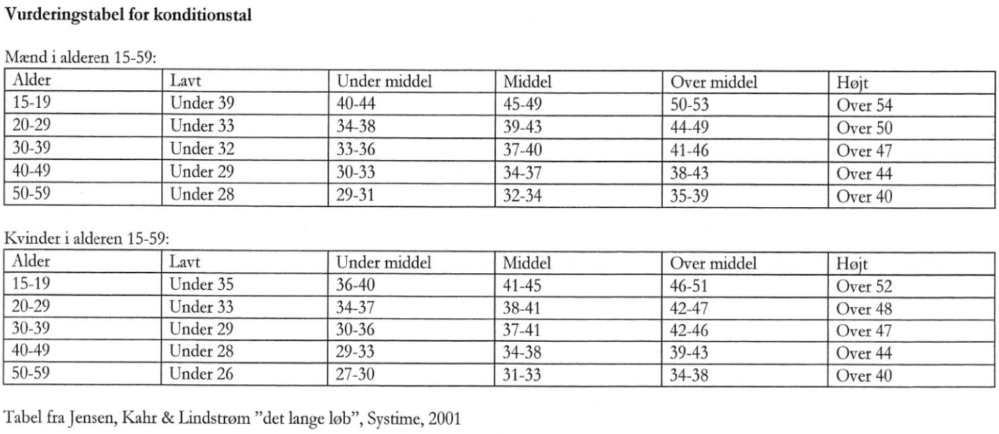 Vurderingstabel for konditionstal
Mænd i alderen 15-59:
Alder Lavt Under middel Middel Over middel Højt
15-19 Under 39 40-44 45-49 50-53 Over 54
20-29 Under 33 34-38 39-43 44-49 Over 50
30-39 Under 32 33-36 37-40 41-46 Over 47
40-49 Under 29 30-33 34-37 38-43 Over 44
50-59 Under 28 29-31 32-34 35-39 Over 40
Kvinder i alderen 15-59:
Alder Lavt Under middel Middel Over middel Højt
15-19 Under 35 36-40 41-45 46-51 Over 52
20-29 Under 33 34-37 38-41 42-47 Over 48
30-39 Under 29 30-36 37-41 42-46 Over 47
40-49 Under 28 29-33 34-38 39-43 Over 44
50-59 Under 26 27-30 31-33 34-38 Over 40
Tabel fra Jensen, Kahr & Lindstrøm ”det lange løb”, Systime, 2001